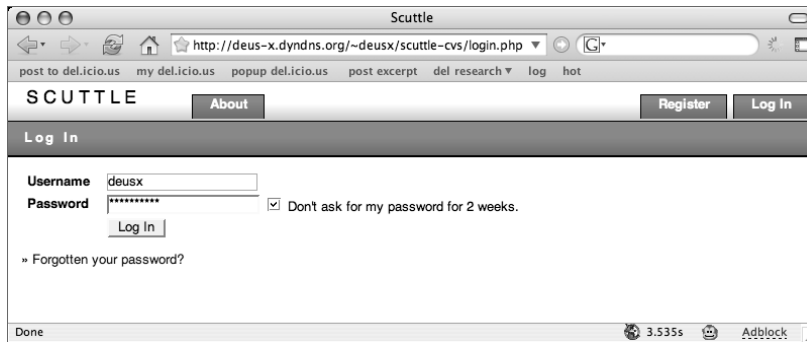 Scuttle
http://deus-x.dyndns.org/~deusx/scuttle-cvs/login.php G
post to del.icio.us my del.icio.us popup del.icio.us post excerpt del research log hot
SCUTTLE About Register Log In
Log In
Username deusx
Password ********** Don't ask for my password for 2 weeks.
Log In
» Forgotten your password?
Done 3.535s Adblock